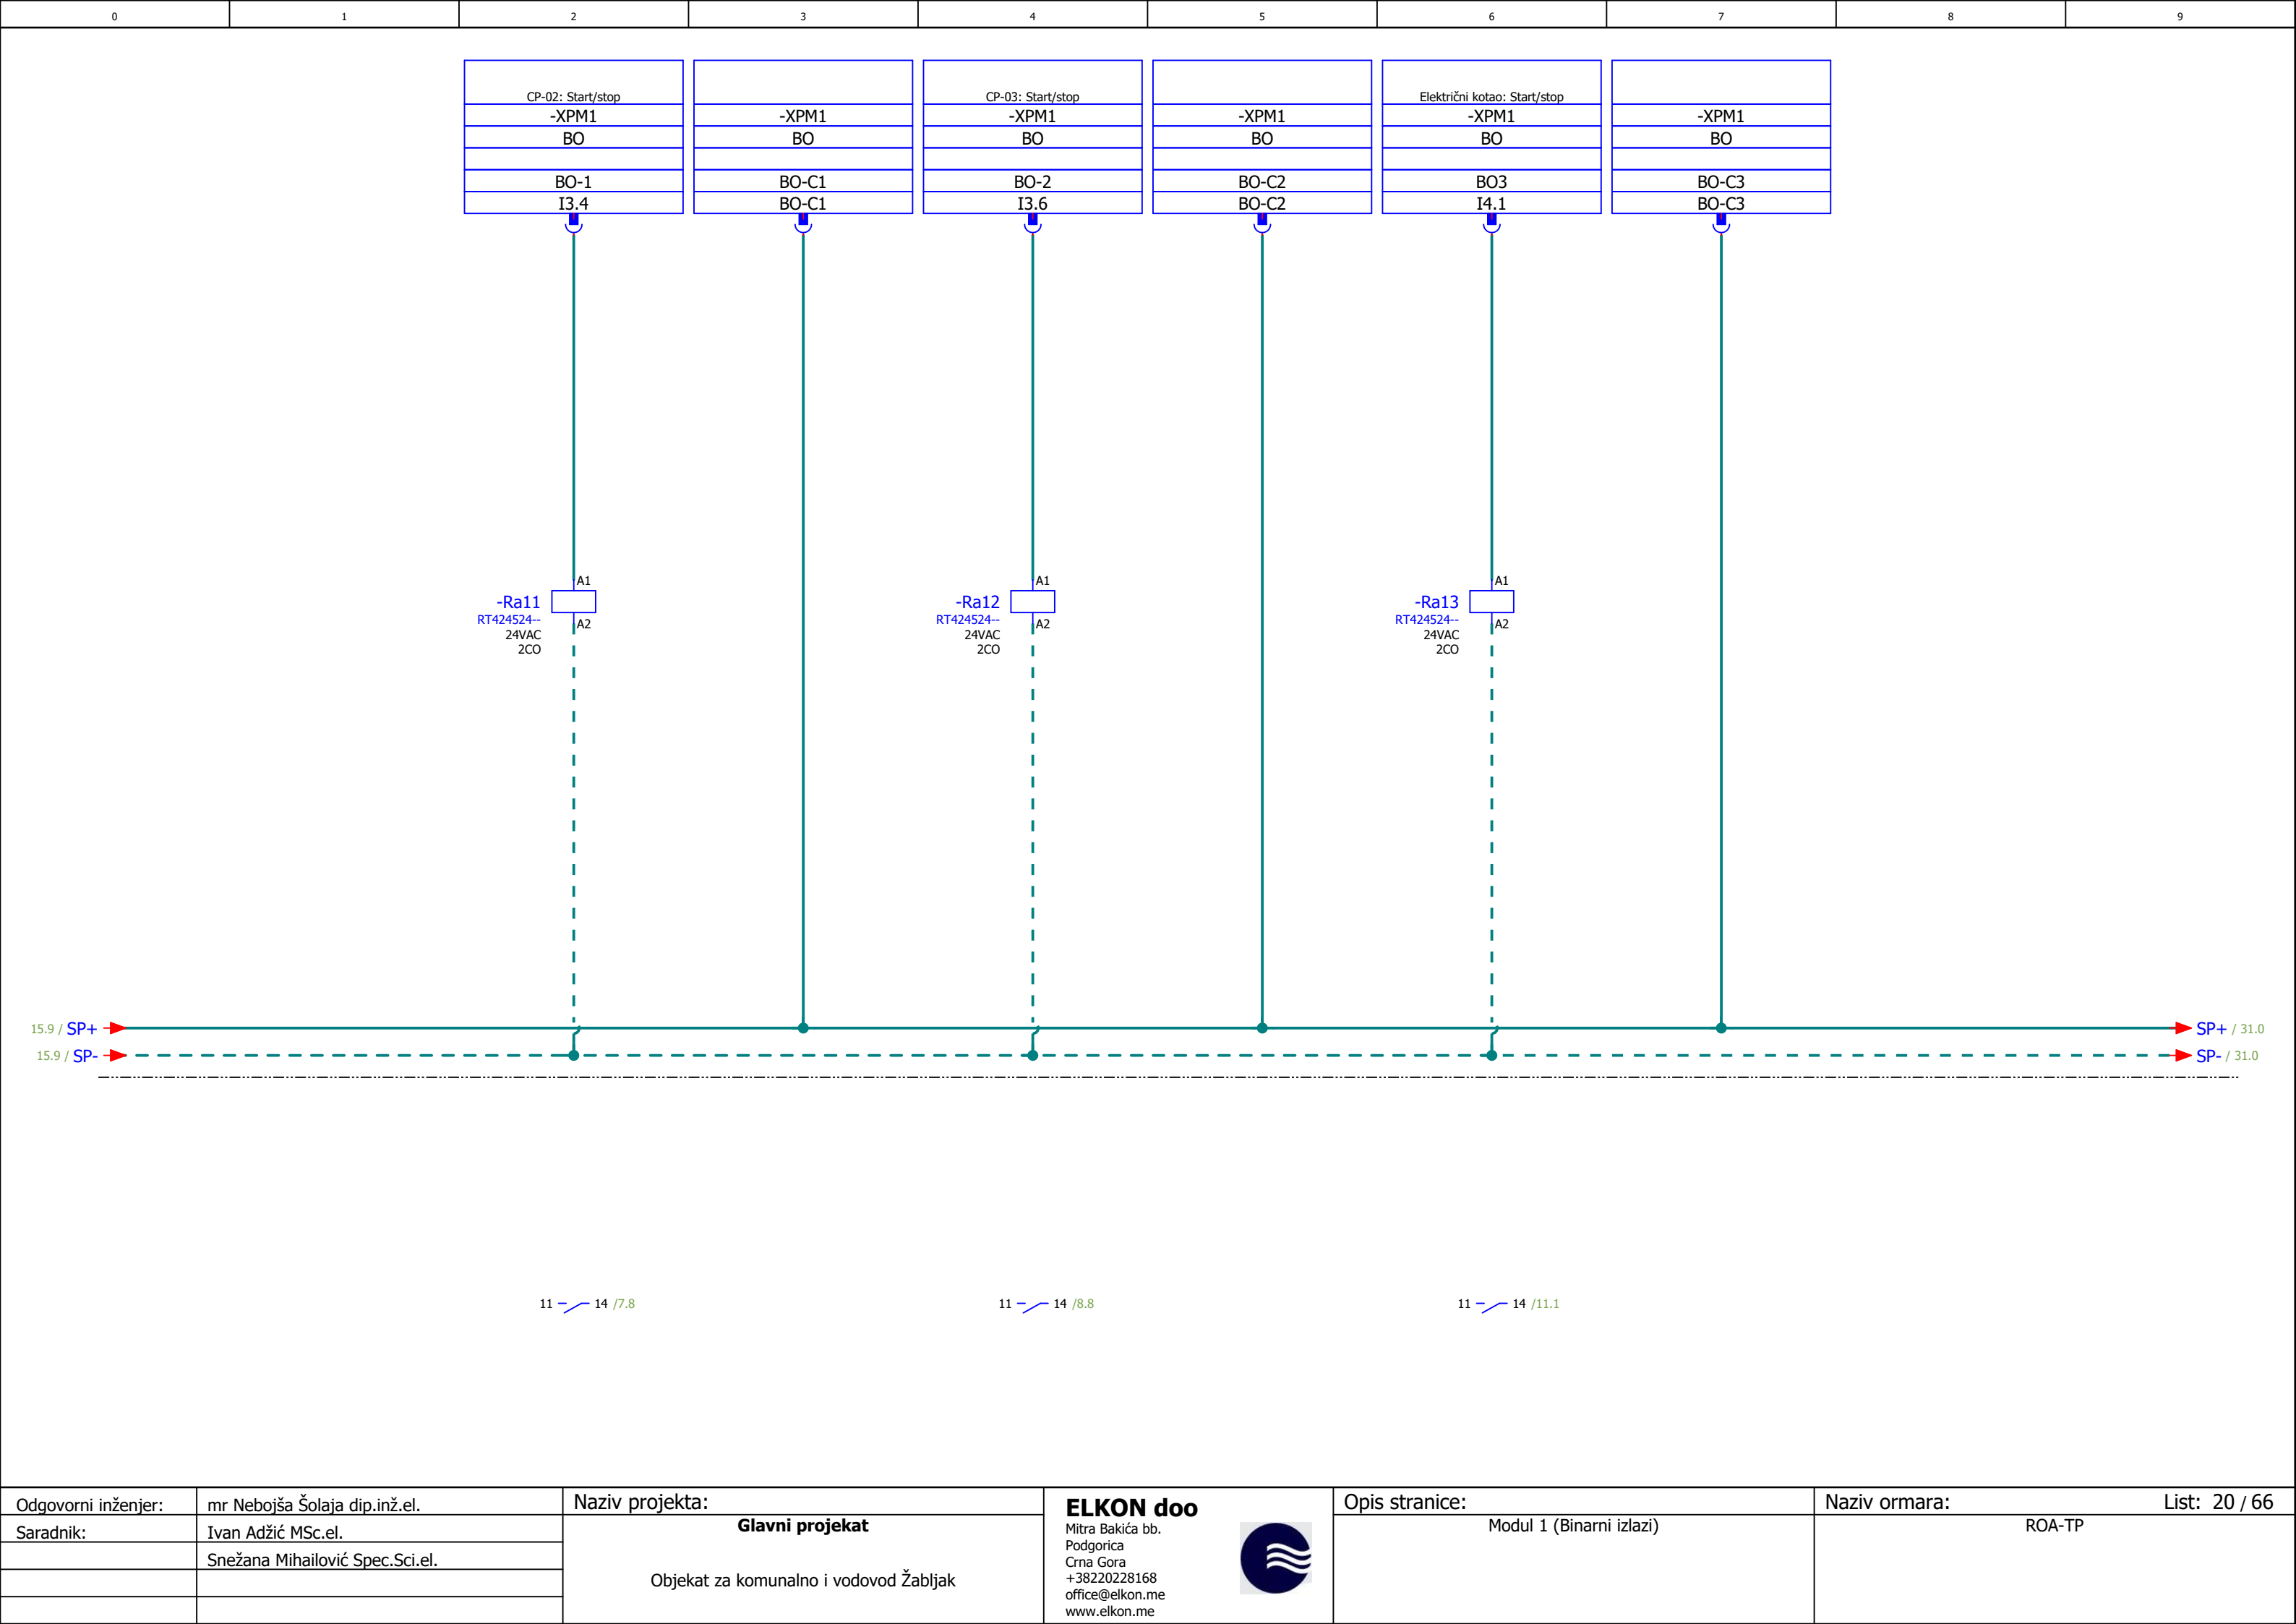 0 1 2 3 4 5 6 7 8 9
CP-02: Start/stop CP-03: Start/stop Električni kotao: Start/stop
-XPM1 -XPM1 -XPM1 -XPM1 -XPM1 -XPM1
BO BO BO BO BO BO
BO-1 BO-C1 BO-2 BO-C2 BO3 BO-C3
I3.4 BO-C1 I3.6 BO-C2 I4.1 BO-C3
A1 A1 A1
-Ra11 -Ra12 -Ra13
RT424524-- A2 RT424524-- A2 RT424524-- A2
24VAC 24VAC 24VAC
2CO 2CO 2CO
15.9 / SP+ SP+ / 31.0
15.9 / SP- SP- / 31.0
11 14 /7.8 11 14 /8.8 11 14 /11.1
Odgovorni inženjer: mr Nebojša Šolaja dip.inž.el.
Saradnik: Ivan Adžić MSc.el.
Snežana Mihailović Spec.Sci.el.
Naziv projekta:
Glavni projekat
Objekat za komunalno i vodovod Žabljak
ELKON doo
Mitra Bakića bb.
Podgorica
Crna Gora
+38220228168
office@elkon.me
www.elkon.me
Opis stranice:
Modul 1 (Binarni izlazi)
Naziv ormara: List: 20 / 66
ROA-TP